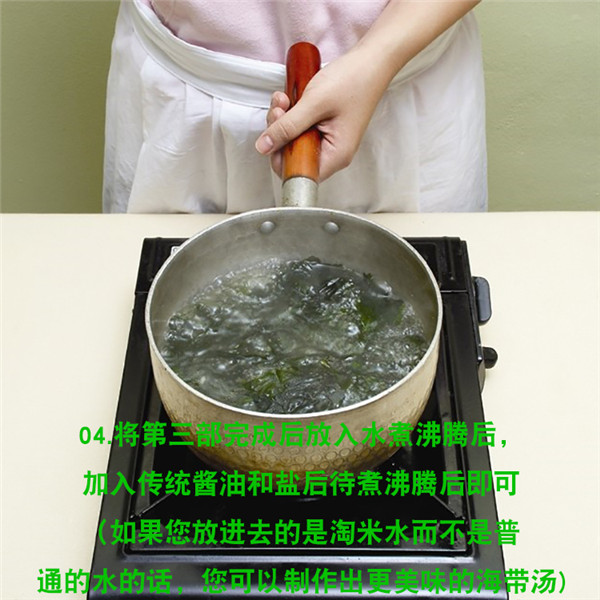 04.将第三部完成后放入水煮沸腾后，
加入传统酱油和盐后待煮沸腾后即可
（如果您放进去的是淘米水而不是普
通的水的话，您可以制作出更美味的海带汤)